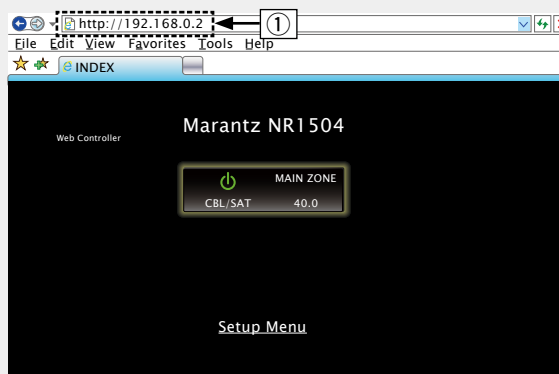 http://192.168.0.2 ①
File Edit View Favorites Tools Help
INDEX
Marantz NR1504
Web Controller
MAIN ZONE
CBL/SAT 40.0
Setup Menu